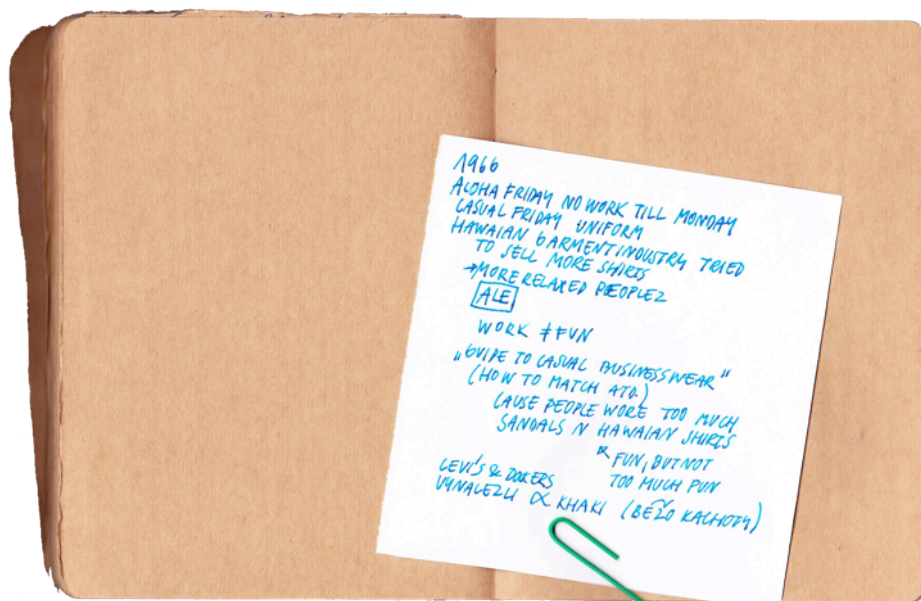 1966
ALOHA FRIDAY NO WORK TILL MONDAY
CASUAL FRIDAY UNIFORM
HAWAIAN GARMENT INDUSTRY TRIED
TO SELL MORE SHIRTS
→MORE RELAXED PEOPLEZ
ALE
WORK ≠ FUN
„GUIDE TO CASUAL BUSINESSWEAR"
(HOW TO MATCH ATD.)
CAUSE PEOPLE WORE TOO MUCH
SANDALS N HAWAIAN SHIRTS
FUN, BUT NOT
TOO MUCH FUN
LEVI'S & DOKERS
VYNALEZLI KHAKI (BÉŽO KALHOTY)